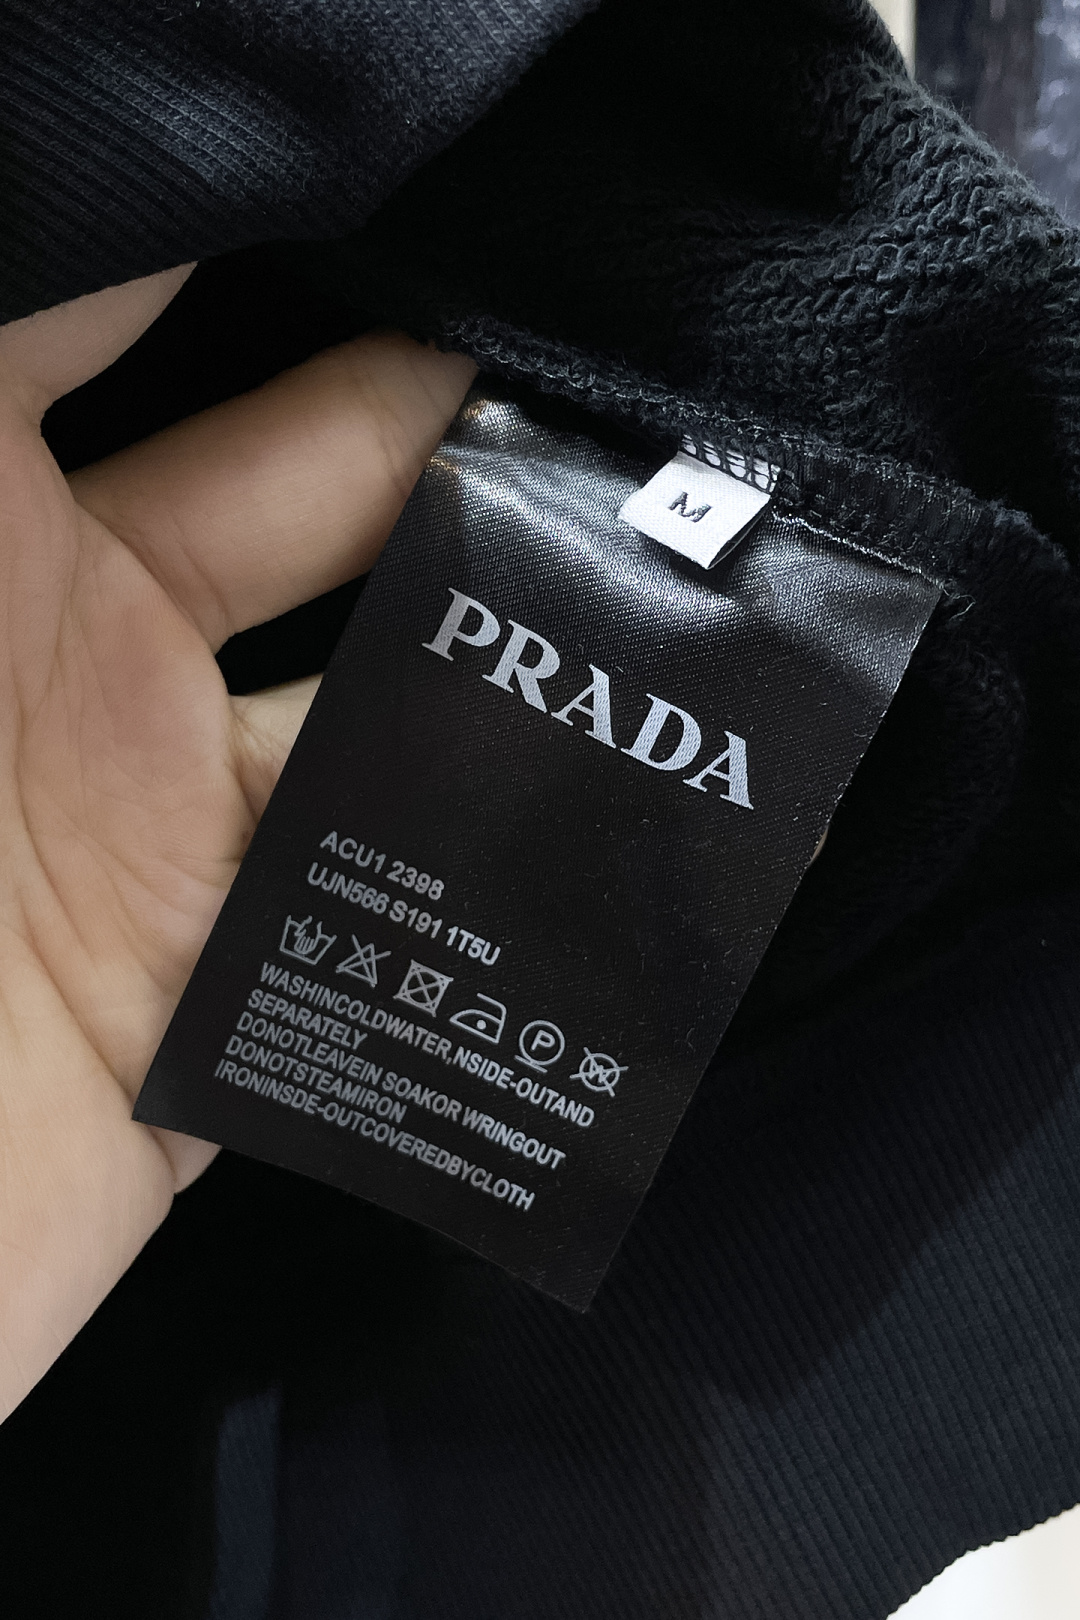 M
PRADA
ACU1 2398
UJN566 S191 1T5U
P
W
WASHINCOLDWATER,NSIDE-OUTAND
SEPARATELY
DONOTLEAVEIN SOAKOR WRINGOUT
DONOTSTEAMIRON
IRONINSDE-OUTCOVEREDBYCLOTH